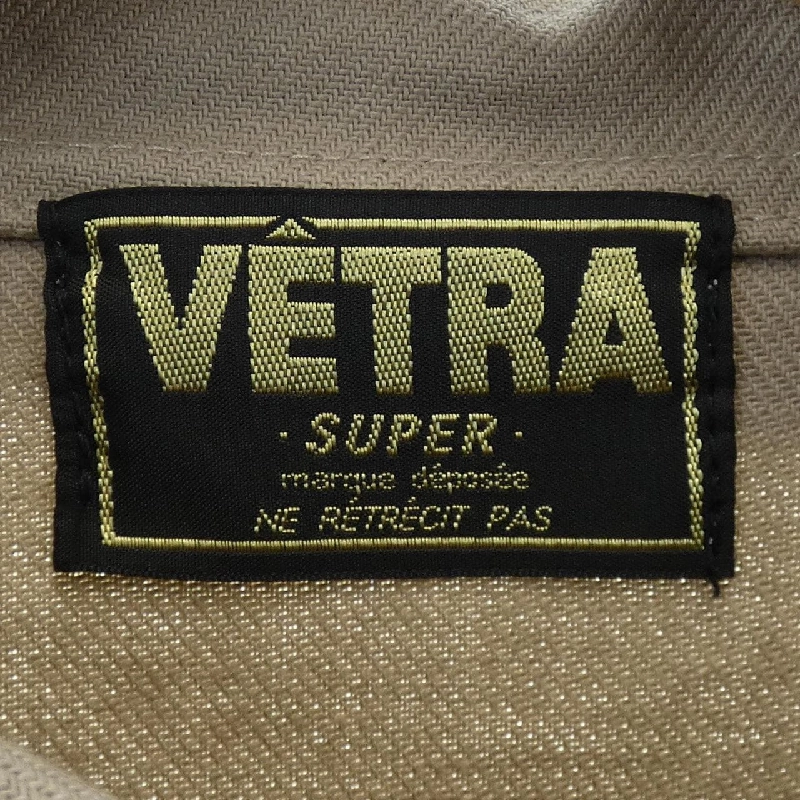 VÊTRA
· SUPER ·
marque déposée
NE RÉTRÉCIT PAS